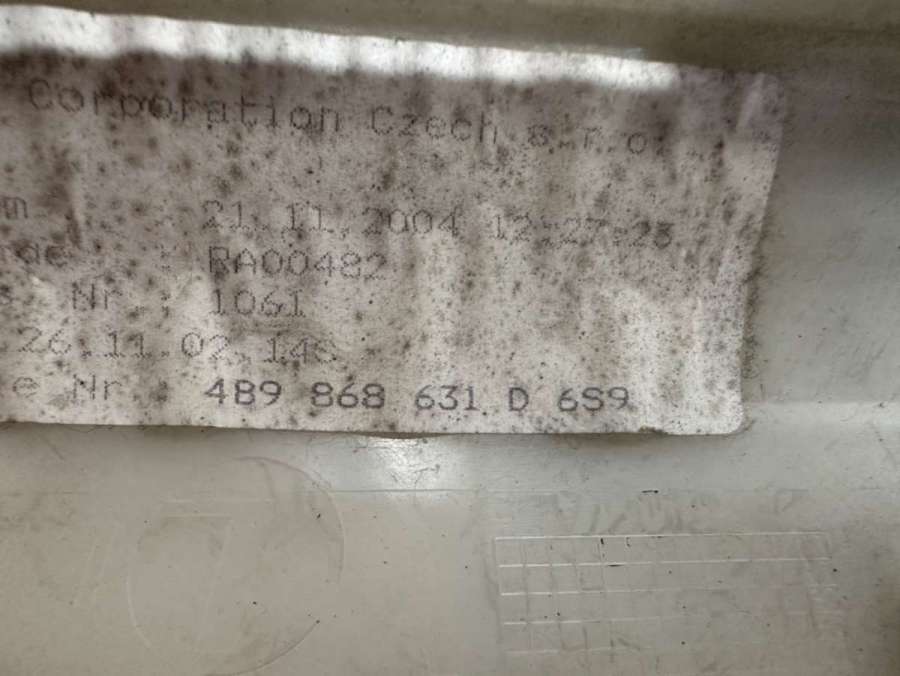 Corporation Czech s.r.o.
m : 21.11.2004 12:27:23
de : RA00482
s. Nr.: 1061
26.11.02.148
e Nr : 4B9 868 631 D 6S9